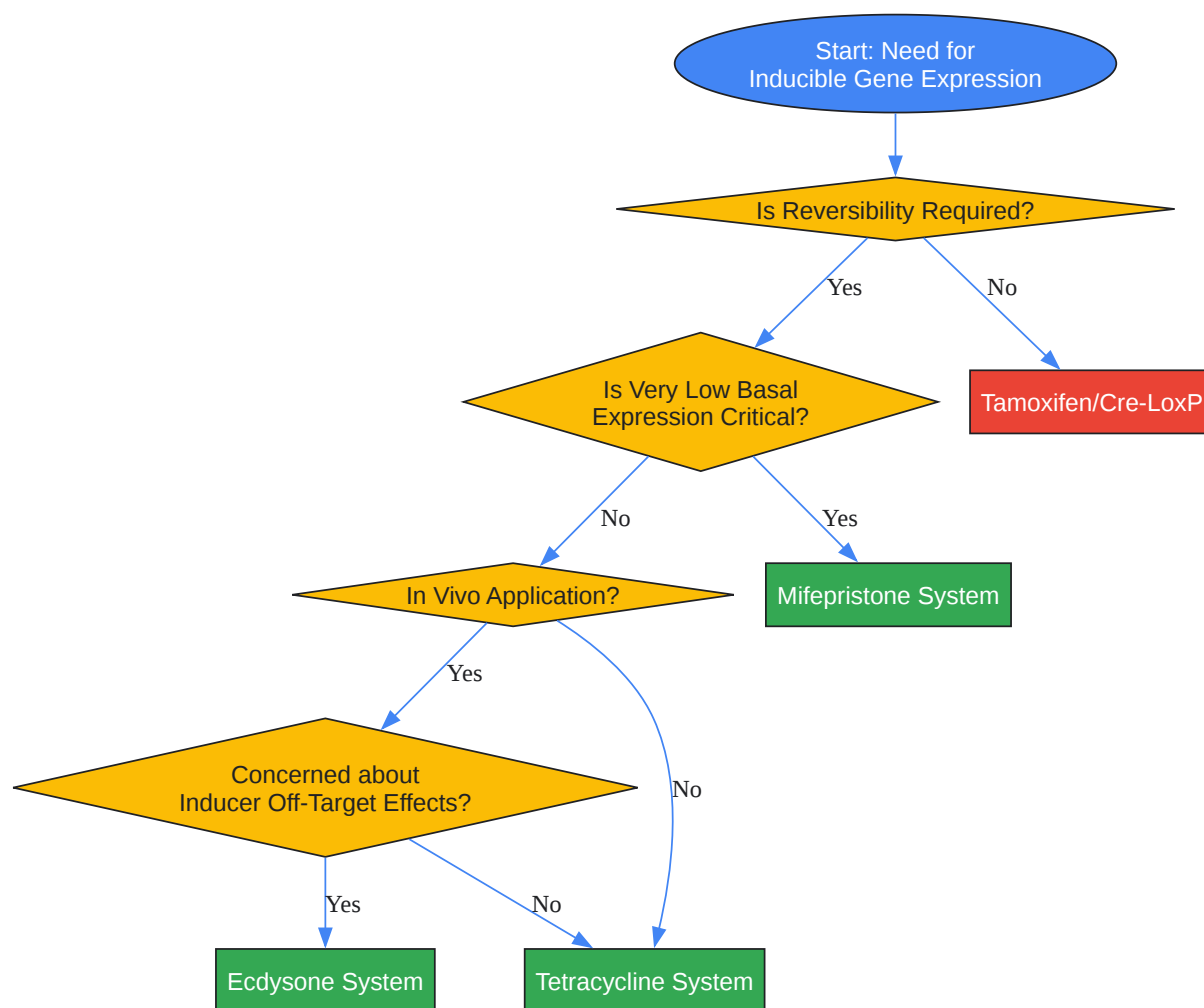 Start: Need for
Inducible Gene Expression
Is Reversibility Required?
Yes
No
Is Very Low Basal
Expression Critical?
Tamoxifen/Cre-LoxP
No
Yes
In Vivo Application?
Mifepristone System
Yes
Concerned about
Inducer Off-Target Effects?
No
Yes
No
Ecdysone System
Tetracycline System